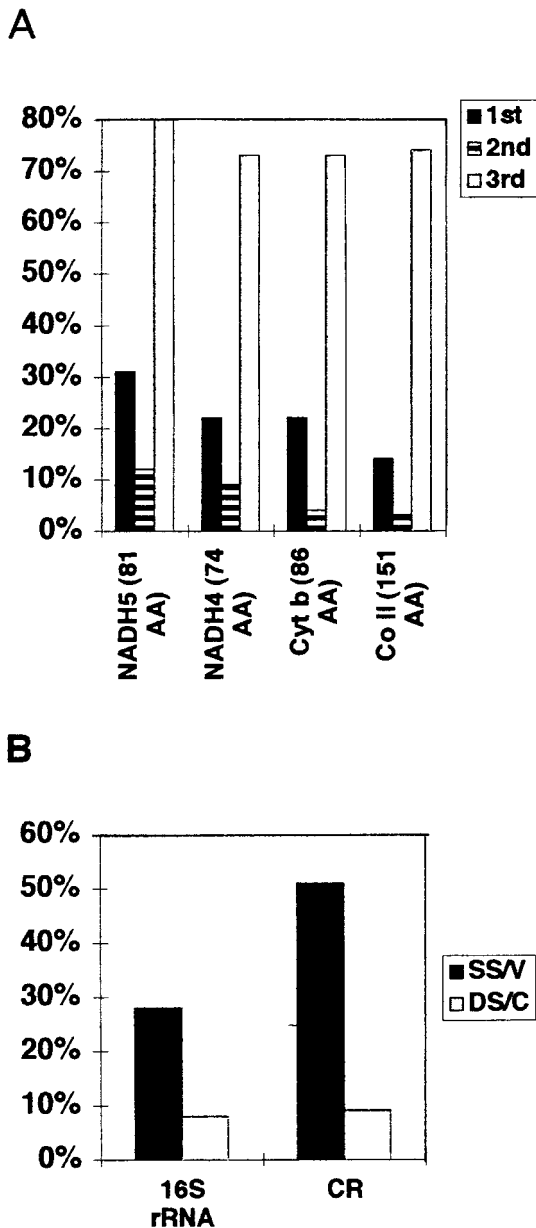 A
80%
70%
60%
50%
40%
30%
20%
10%
0%
1st
2nd
3rd
NADH5 (81
AA)
NADH4 (74
AA)
Cyt b (86
AA)
Co II (151
AA)
B
60%
50%
40%
30%
20%
10%
0%
SS/V
DS/C
16S
rRNA
CR